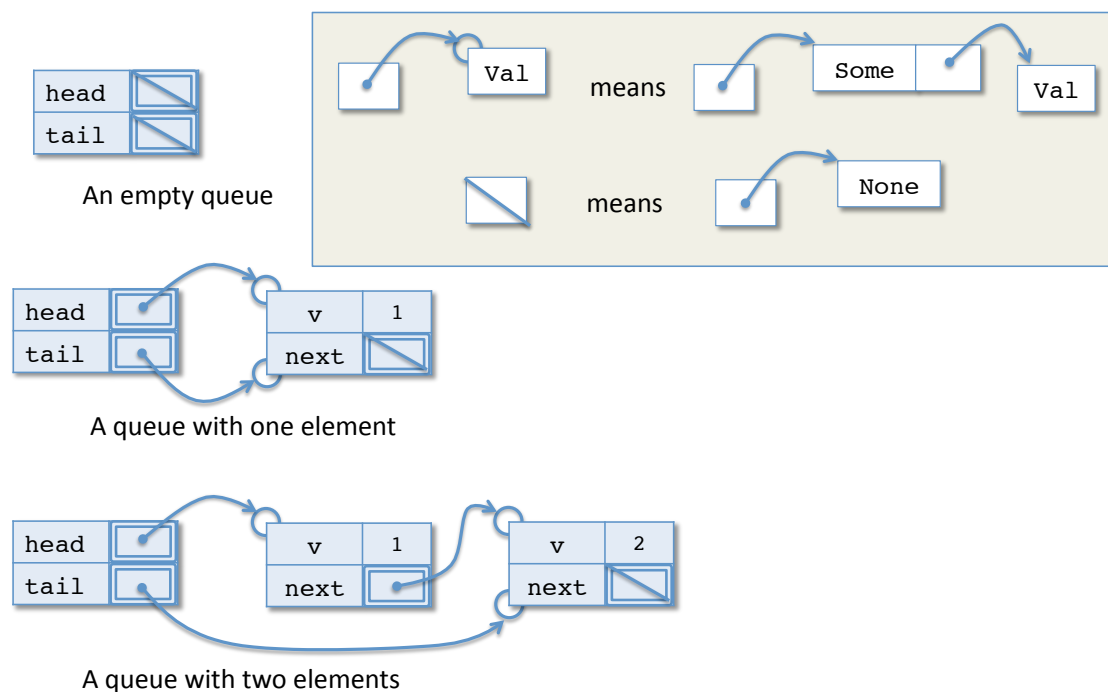 head
tail
An empty queue
Val means Some Val
means None
head
tail
v 1
next
A queue with one element
head
tail
v 1
next
v 2
next
A queue with two elements